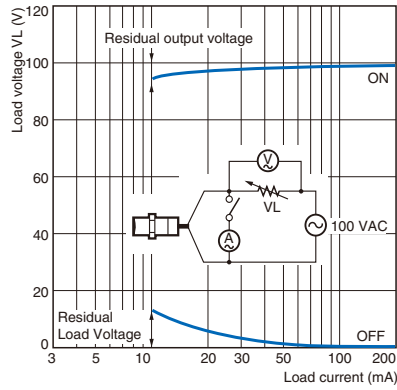 Load voltage VL (V)
120
100
80
60
40
20
0
Residual output voltage
ON
V
VL
A
100 VAC
Residual
Load Voltage
OFF
3 5 10 20 30 50 100 200
Load current (mA)